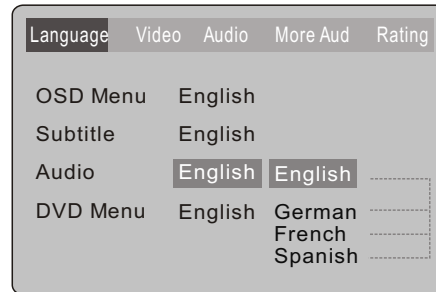 Language Video Audio More Aud Rating
OSD Menu English
Subtitle English
Audio English English
DVD Menu English German
French
Spanish